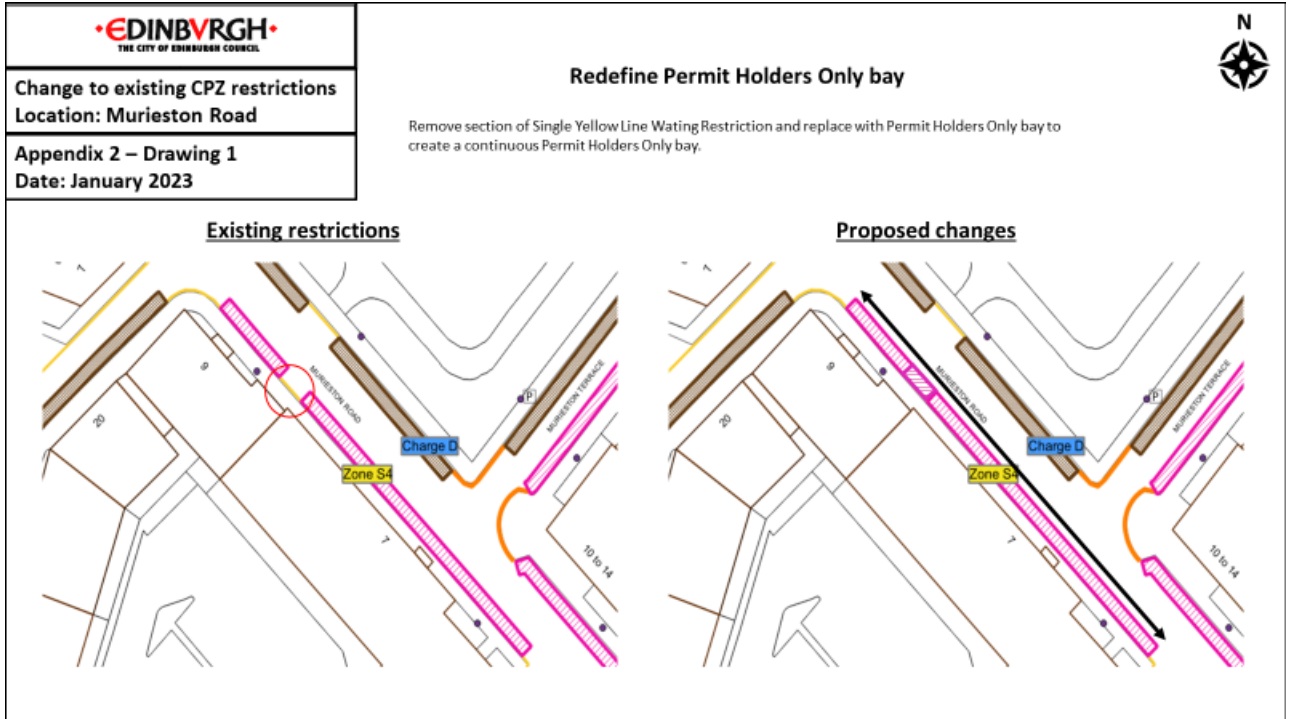 EDINBVRGH
THE CITY OF EDINBURGH COUNCIL
Change to existing CPZ restrictions
Location: Murieston Road
Appendix 2 – Drawing 1
Date: January 2023
Redefine Permit Holders Only bay
N
Remove section of Single Yellow Line Wating Restriction and replace with Permit Holders Only bay to
create a continuous Permit Holders Only bay.
Existing restrictions
7
9
20
MURIESTON ROAD
P
MURIESTON TERRACE
Charge D
Zone S4
7
10 to 14
Proposed changes
7
9
20
MURIESTON ROAD
P
MURIESTON TERRACE
Charge D
Zone S4
7
10 to 14